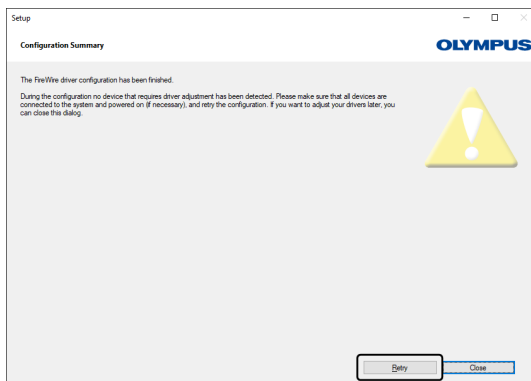 Setup
Configuration Summary
OLYMPUS
The FireWire driver configuration has been finished.
During the configuration no device that requires driver adjustment has been detected. Please make sure that all devices are
connected to the system and powered on (if necessary), and retry the configuration. If you want to adjust your drivers later, you
can close this dialog.
Retry
Close